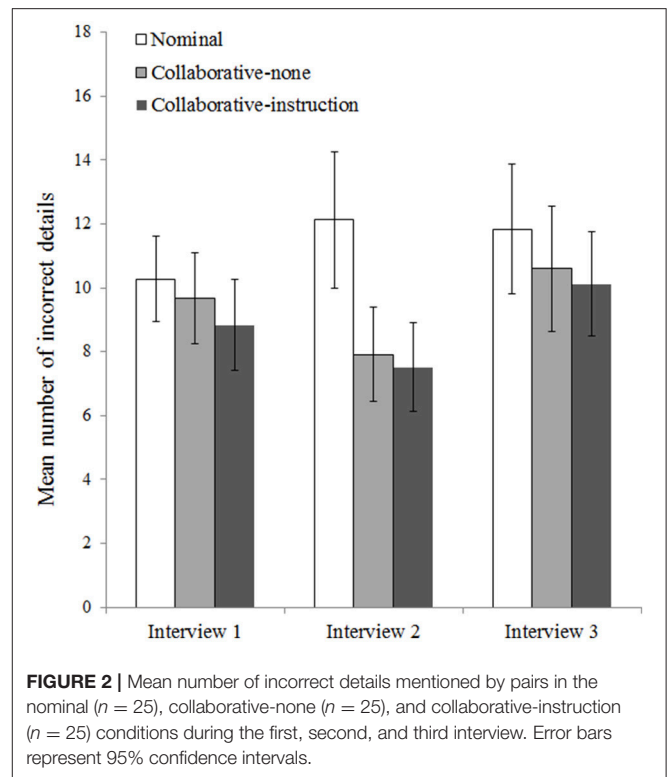 18
16
14
12
10
8
6
4
2
0
Mean number of incorrect details
Nominal
Collaborative-none
Collaborative-instruction
Interview 1 Interview 2 Interview 3
FIGURE 2 | Mean number of incorrect details mentioned by pairs in the
nominal (n = 25), collaborative-none (n = 25), and collaborative-instruction
(n = 25) conditions during the first, second, and third interview. Error bars
represent 95% confidence intervals.